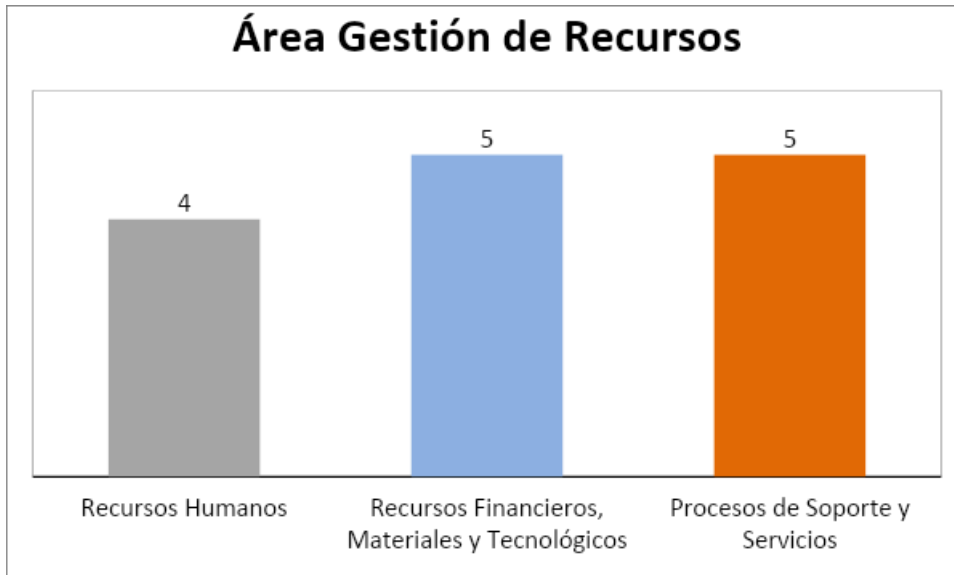 Área Gestión de Recursos
4
5
5
Recursos Humanos
Recursos Financieros,
Materiales y Tecnológicos
Procesos de Soporte y
Servicios